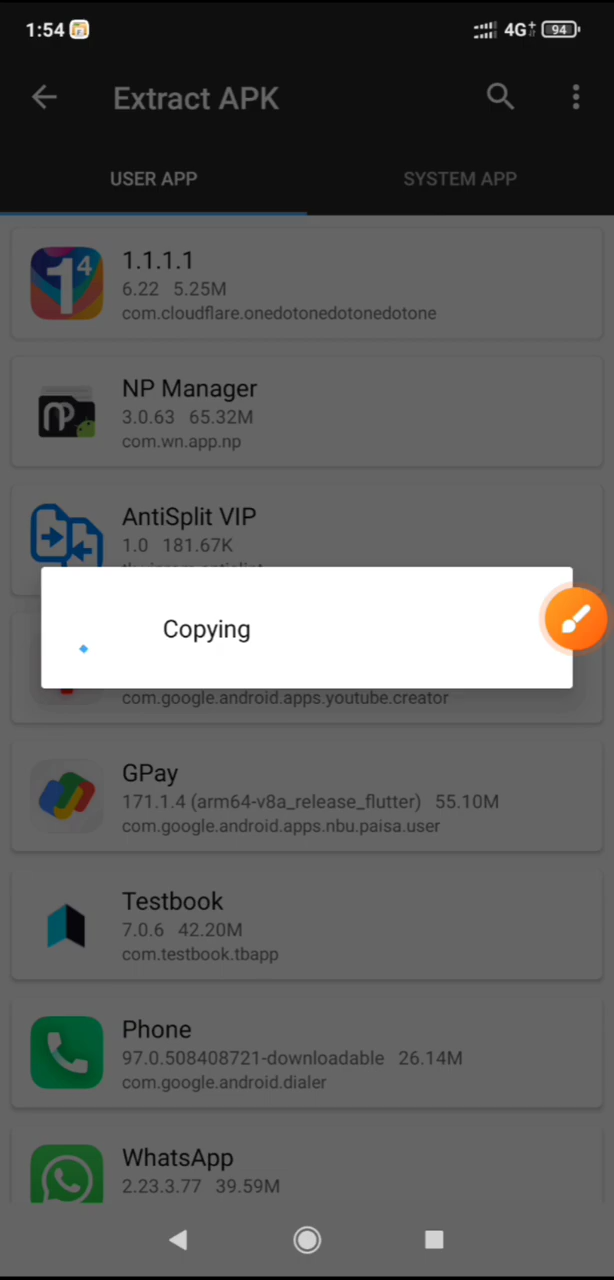 1:54
4G+
94
Extract APK
USER APP
SYSTEM APP
1.1.1.1
6.22 5.25M
com.cloudflare.onedotonedotonedotone
NP Manager
3.0.63 65.32M
com.wn.app.np
AntiSplit VIP
1.0 181.67K
Copying
com.google.android.apps.youtube.creator
GPay
171.1.4 (arm64-v8a_release_flutter) 55.10M
com.google.android.apps.nbu.paisa.user
Testbook
7.0.6 42.20M
com.testbook.tbapp
Phone
97.0.508408721-downloadable 26.14M
com.google.android.dialer
WhatsApp
2.23.3.77 39.59M